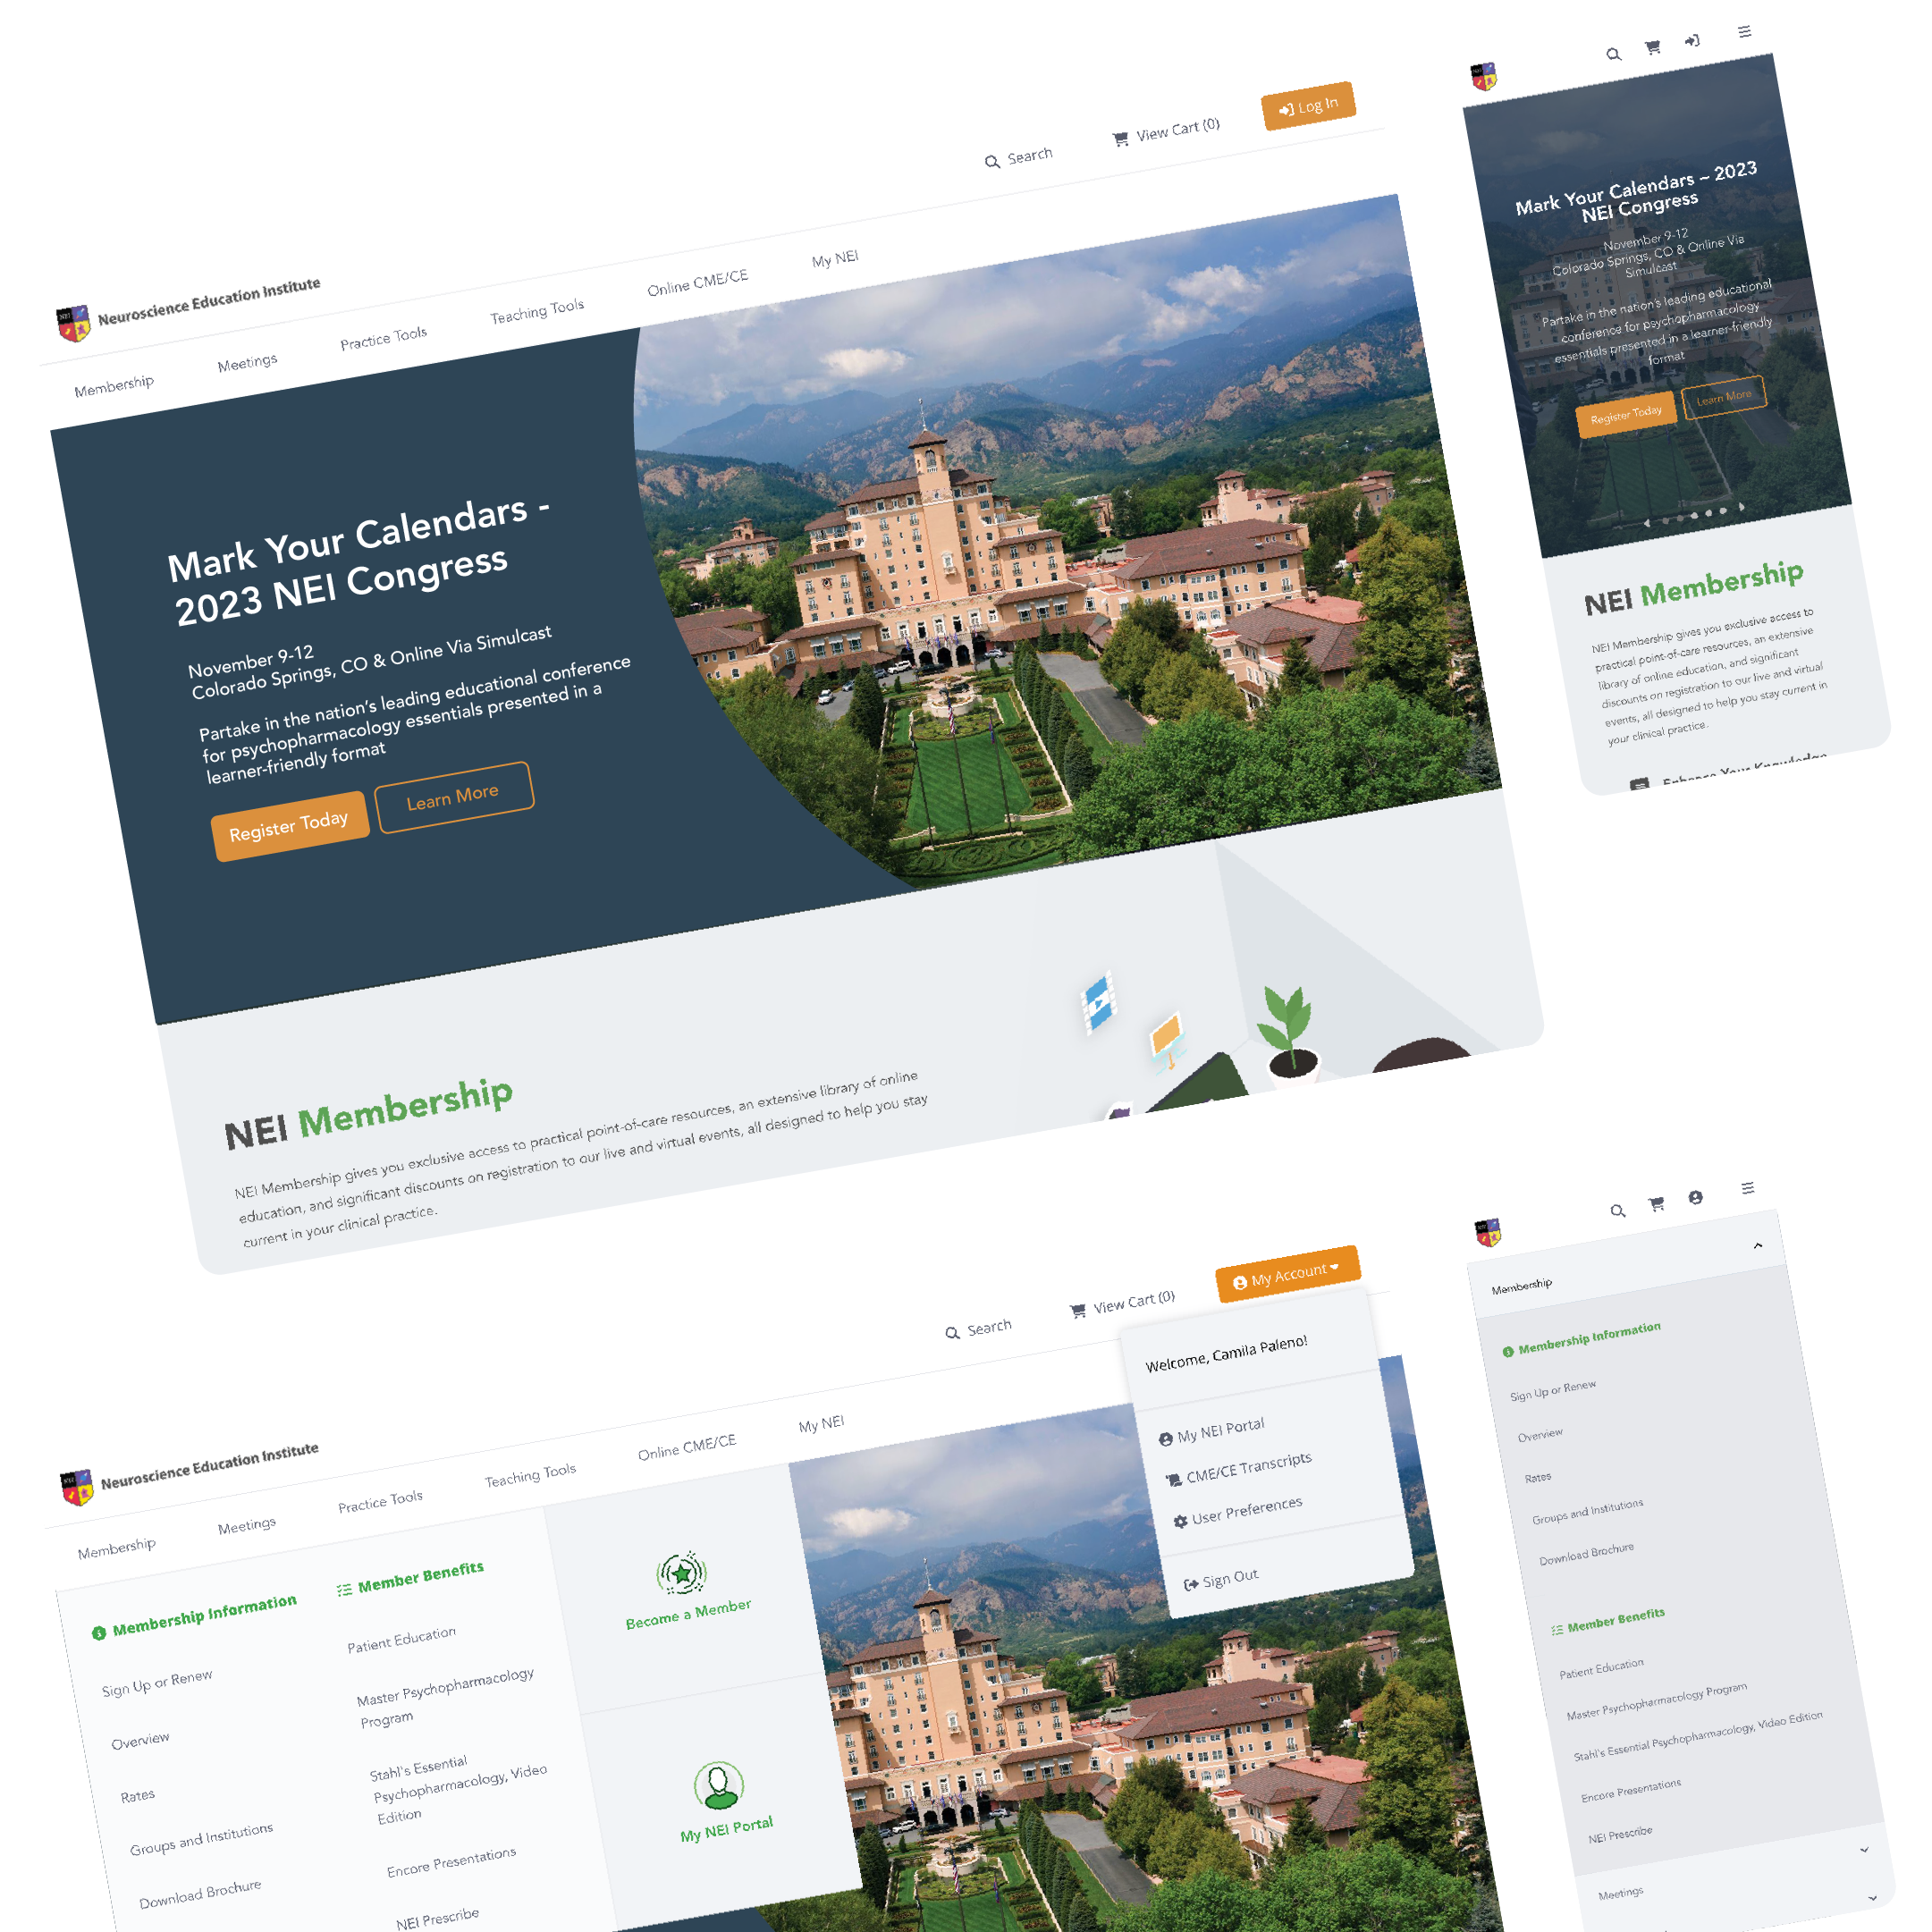 Log In
View Cart (0)
Search
NEI
Neuroscience Education Institute
Membership
Meetings
Practice Tools
Teaching Tools
Online CME/CE
My NEI
Mark Your Calendars -
2023 NEI Congress
November 9-12
Colorado Springs, CO & Online Via Simulcast
Partake in the nation's leading educational conference
for psychopharmacology essentials presented in a
learner-friendly format
Register Today
Learn More
NEI Membership
NEI Membership gives you exclusive access to practical point-of-care resources, an extensive library of online
education, and significant discounts on registration to our live and virtual events, all designed to help you stay
current in your clinical practice.
Mark Your Calendars – 2023
NEI Congress
November 9-12
Colorado Springs, CO & Online Via
Simulcast
Partake in the nation's leading educational
conference for psychopharmacology
essentials presented in a learner-friendly
format
Register Today
Learn More
NEI Membership
NEI Membership gives you exclusive access to
practical point-of-care resources, an extensive
library of online education, and significant
discounts on registration to our live and virtual
events, all designed to help you stay current in
your clinical practice.
Enhance Your Knowledge
My Account
View Cart (0)
Search
Welcome, Camila Paleno!
My NEI Portal
CME/CE Transcripts
User Preferences
Sign Out
NEI
Neuroscience Education Institute
Membership
Meetings
Practice Tools
Teaching Tools
Online CME/CE
My NEI
Membership Information
Sign Up or Renew
Overview
Rates
Groups and Institutions
Download Brochure
Member Benefits
Patient Education
Master Psychopharmacology
Program
Stahl's Essential
Psychopharmacology, Video
Edition
Encore Presentations
NEI Prescribe
Become a Member
My NEI Portal
Membership
Membership Information
Sign Up or Renew
Overview
Rates
Groups and Institutions
Download Brochure
Member Benefits
Patient Education
Master Psychopharmacology Program
Stahl's Essential Psychopharmacology, Video Edition
Encore Presentations
NEI Prescribe
Meetings